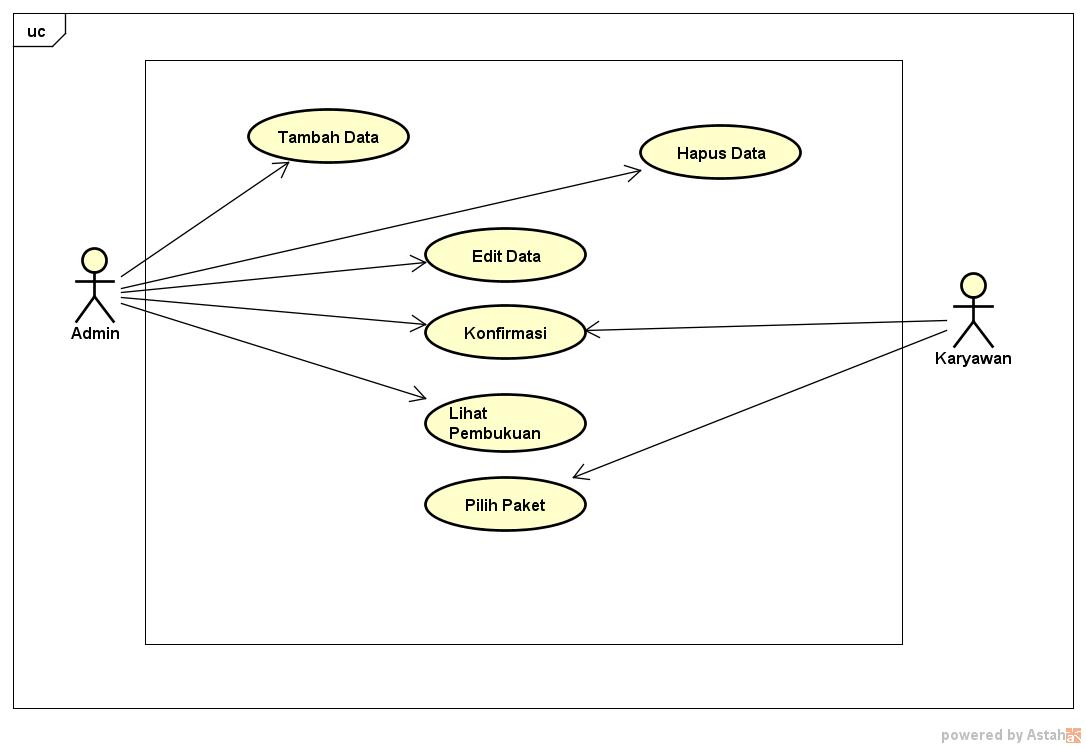 uc
Tambah Data
Hapus Data
Edit Data
Admin
Konfirmasi
Karyawan
Lihat
Pembukuan
Pilih Paket
powered by Astah